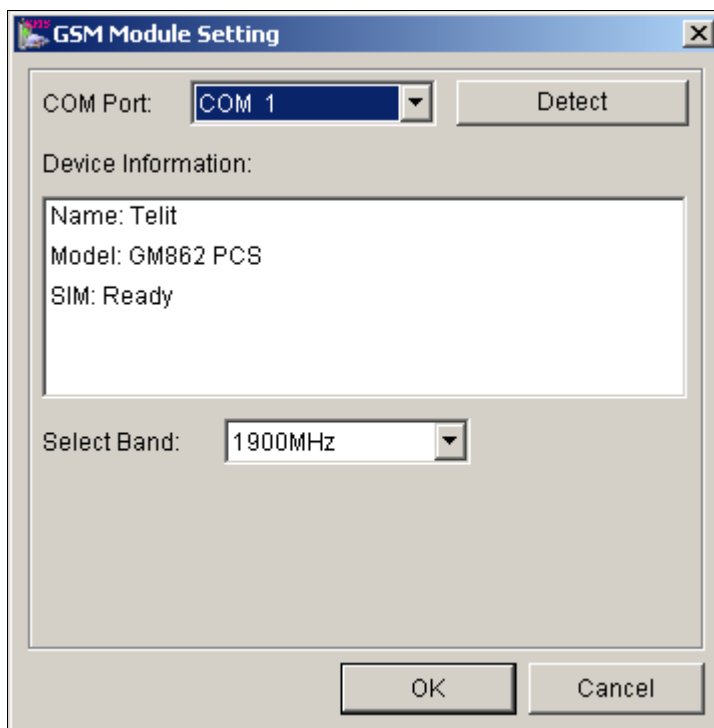 GSM Module Setting
COM Port: COM 1 Detect
Device Information:
Name: Telit
Model: GM862 PCS
SIM: Ready
Select Band: 1900MHz
OK Cancel